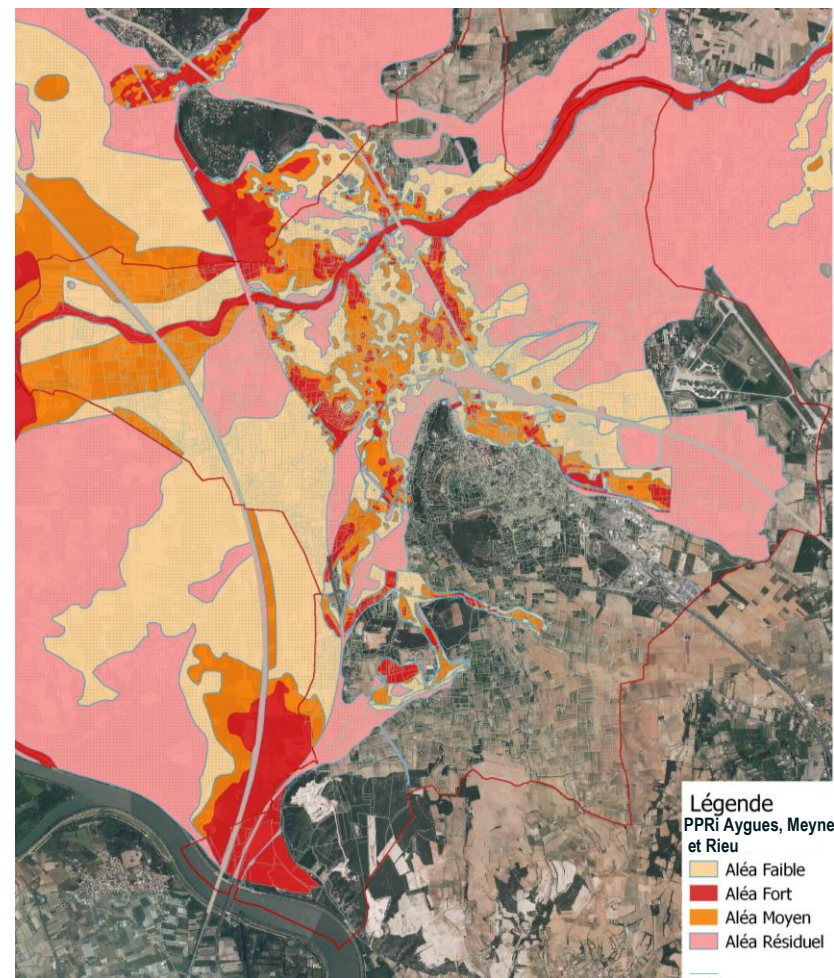 Légende
PPRi Aygues, Meyne
et Rieu
Aléa Faible
Aléa Fort
Aléa Moyen
Aléa Résiduel